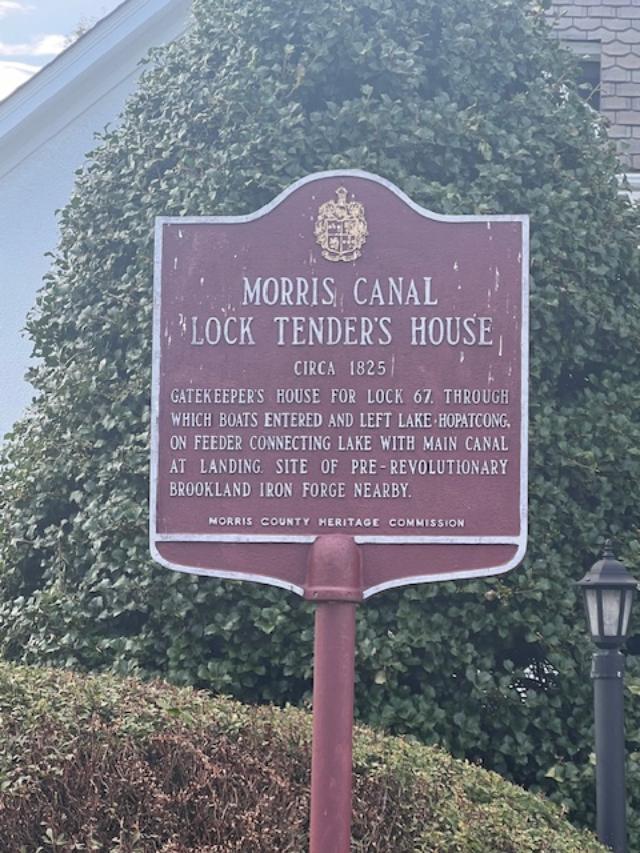 MORRIS CANAL
LOCK TENDER'S HOUSE
CIRCA 1825
GATEKEEPER'S HOUSE FOR LOCK 67, THROUGH
WHICH BOATS ENTERED AND LEFT LAKE HOPATCONG,
ON FEEDER CONNECTING LAKE WITH MAIN CANAL
AT LANDING. SITE OF PRE-REVOLUTIONARY
BROOKLAND IRON FORGE NEARBY.
MORRIS COUNTY HERITAGE COMMISSION